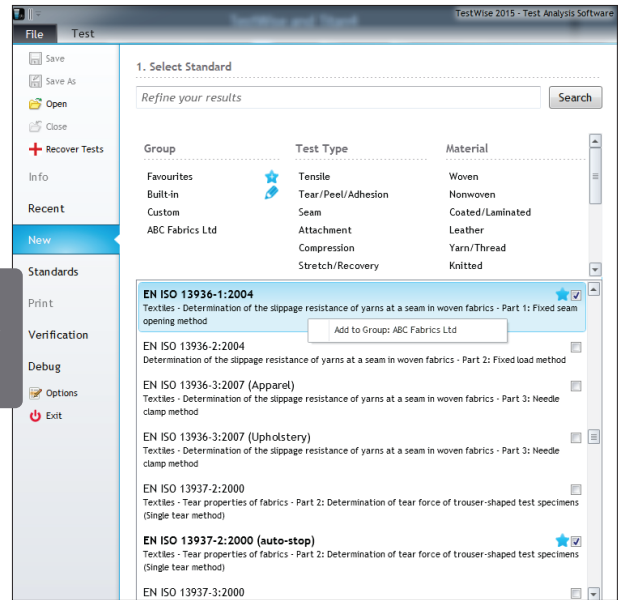 TestWise 2015 - Test Analysis Software
File Test
Save
Save As
Open
Close
Recover Tests
Info
Recent
New
Standards
Print
Verification
Debug
Options
Exit
1. Select Standard
Refine your results
Search
Group Test Type Material
Favourites Tensile Woven
Built-in Tear/Peel/Adhesion Nonwoven
Custom Seam Coated/Laminated
ABC Fabrics Ltd Attachment Leather
Compression Yarn/Thread
Stretch/Recovery Knitted
EN ISO 13936-1:2004
Textiles - Determination of the slippage resistance of yarns at a seam in woven fabrics - Part 1: Fixed seam
opening method
Add to Group: ABC Fabrics Ltd
EN ISO 13936-2:2004
Determination of the slippage resistance of yarns at a seam in woven fabrics - Part 2: Fixed load method
EN ISO 13936-3:2007 (Apparel)
Textiles - Determination of the slippage resistance of yarns at a seam in woven fabrics - Part 3: Needle
clamp method
EN ISO 13936-3:2007 (Upholstery)
Textiles - Determination of the slippage resistance of yarns at a seam in woven fabrics - Part 3: Needle
clamp method
EN ISO 13937-2:2000
Textiles - Tear properties of fabrics - Part 2: Determination of tear force of trouser-shaped test specimens
(Single tear method)
EN ISO 13937-2:2000 (auto-stop)
Textiles - Tear properties of fabrics - Part 2: Determination of tear force of trouser-shaped test specimens
(Single tear method)
EN ISO 13937-3:2000